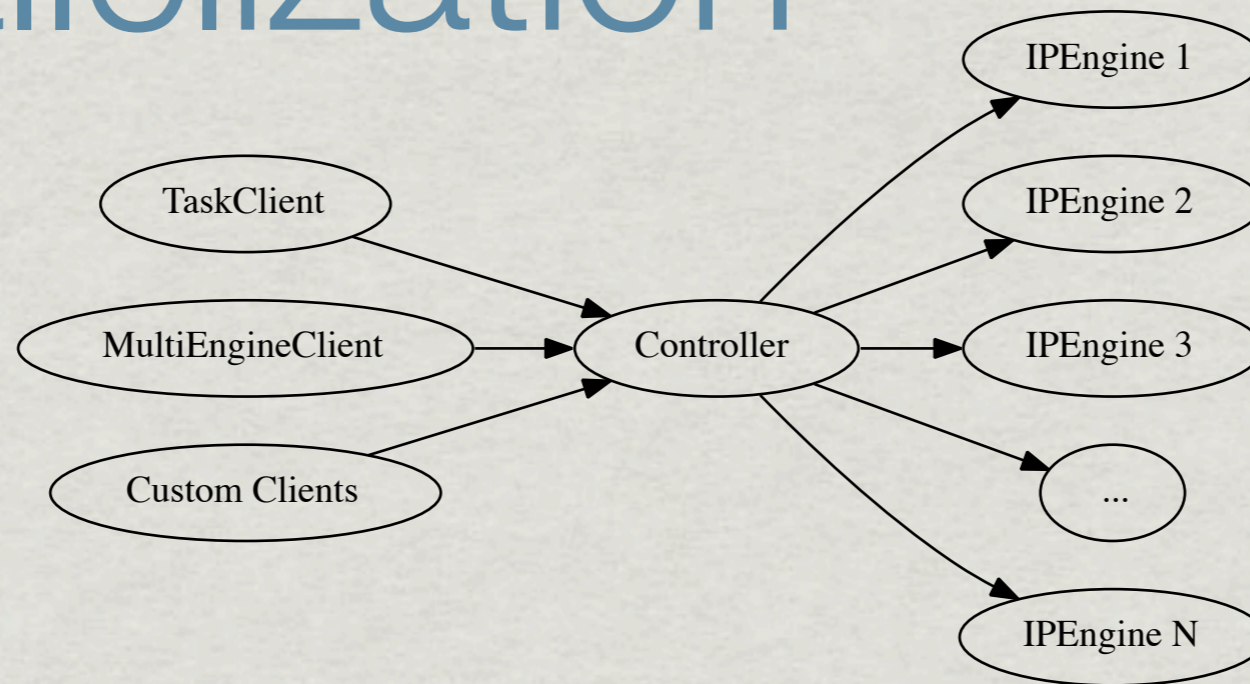 IPEngine 1
TaskClient
IPEngine 2
MultiEngineClient
Controller
IPEngine 3
Custom Clients
...
IPEngine N